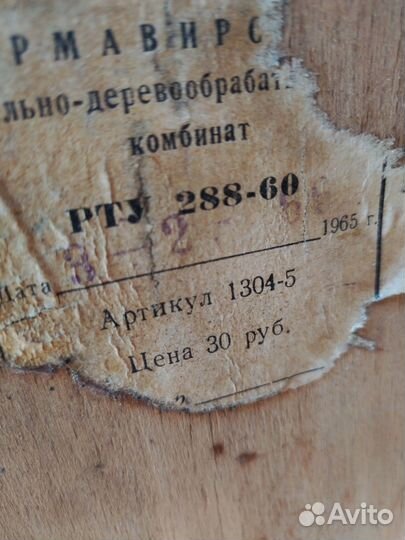 РМАВИРС
льно-деревообрабат
комбинат
РТУ 288-60
Дата 1965 г.
Артикул 1304-5
Цена 30 руб.
Avito